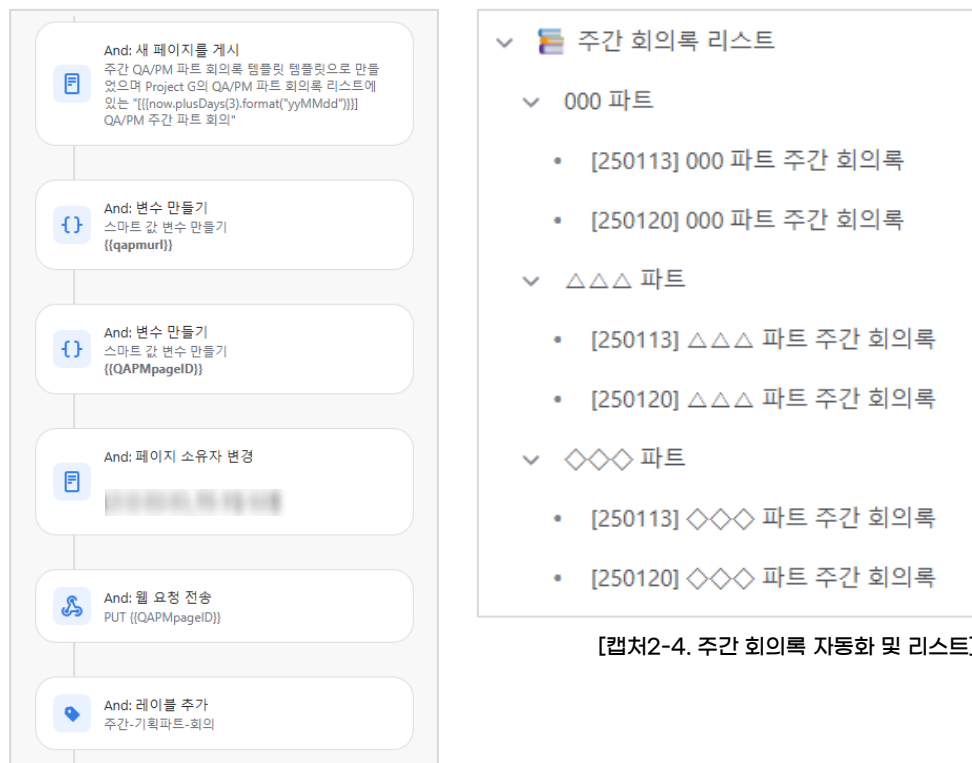 And: 새 페이지를 게시
주간 QA/PM 파트 회의록 템플릿 템플릿으로 만들
었으며 Project G의 QA/PM 파트 회의록 리스트에
있는 "[{{now.plusDays(3).format("yyMMdd")}}]
QA/PM 주간 파트 회의"
And: 변수 만들기
스마트 값 변수 만들기
{{qapmurl}}
And: 변수 만들기
스마트 값 변수 만들기
{{QAPMpageID}}
And: 페이지 소유자 변경
And: 웹 요청 전송
PUT {{QAPMpageID}}
And: 레이블 추가
주간-기획파트-회의
주간 회의록 리스트
000 파트
[250113] 000 파트 주간 회의록
[250120] 000 파트 주간 회의록
△△△ 파트
[250113] △△△ 파트 주간 회의록
[250120] △△△ 파트 주간 회의록
◇◇◇ 파트
[250113] ◇◇◇ 파트 주간 회의록
[250120] ◇◇◇ 파트 주간 회의록
[캡처2-4. 주간 회의록 자동화 및 리스트]